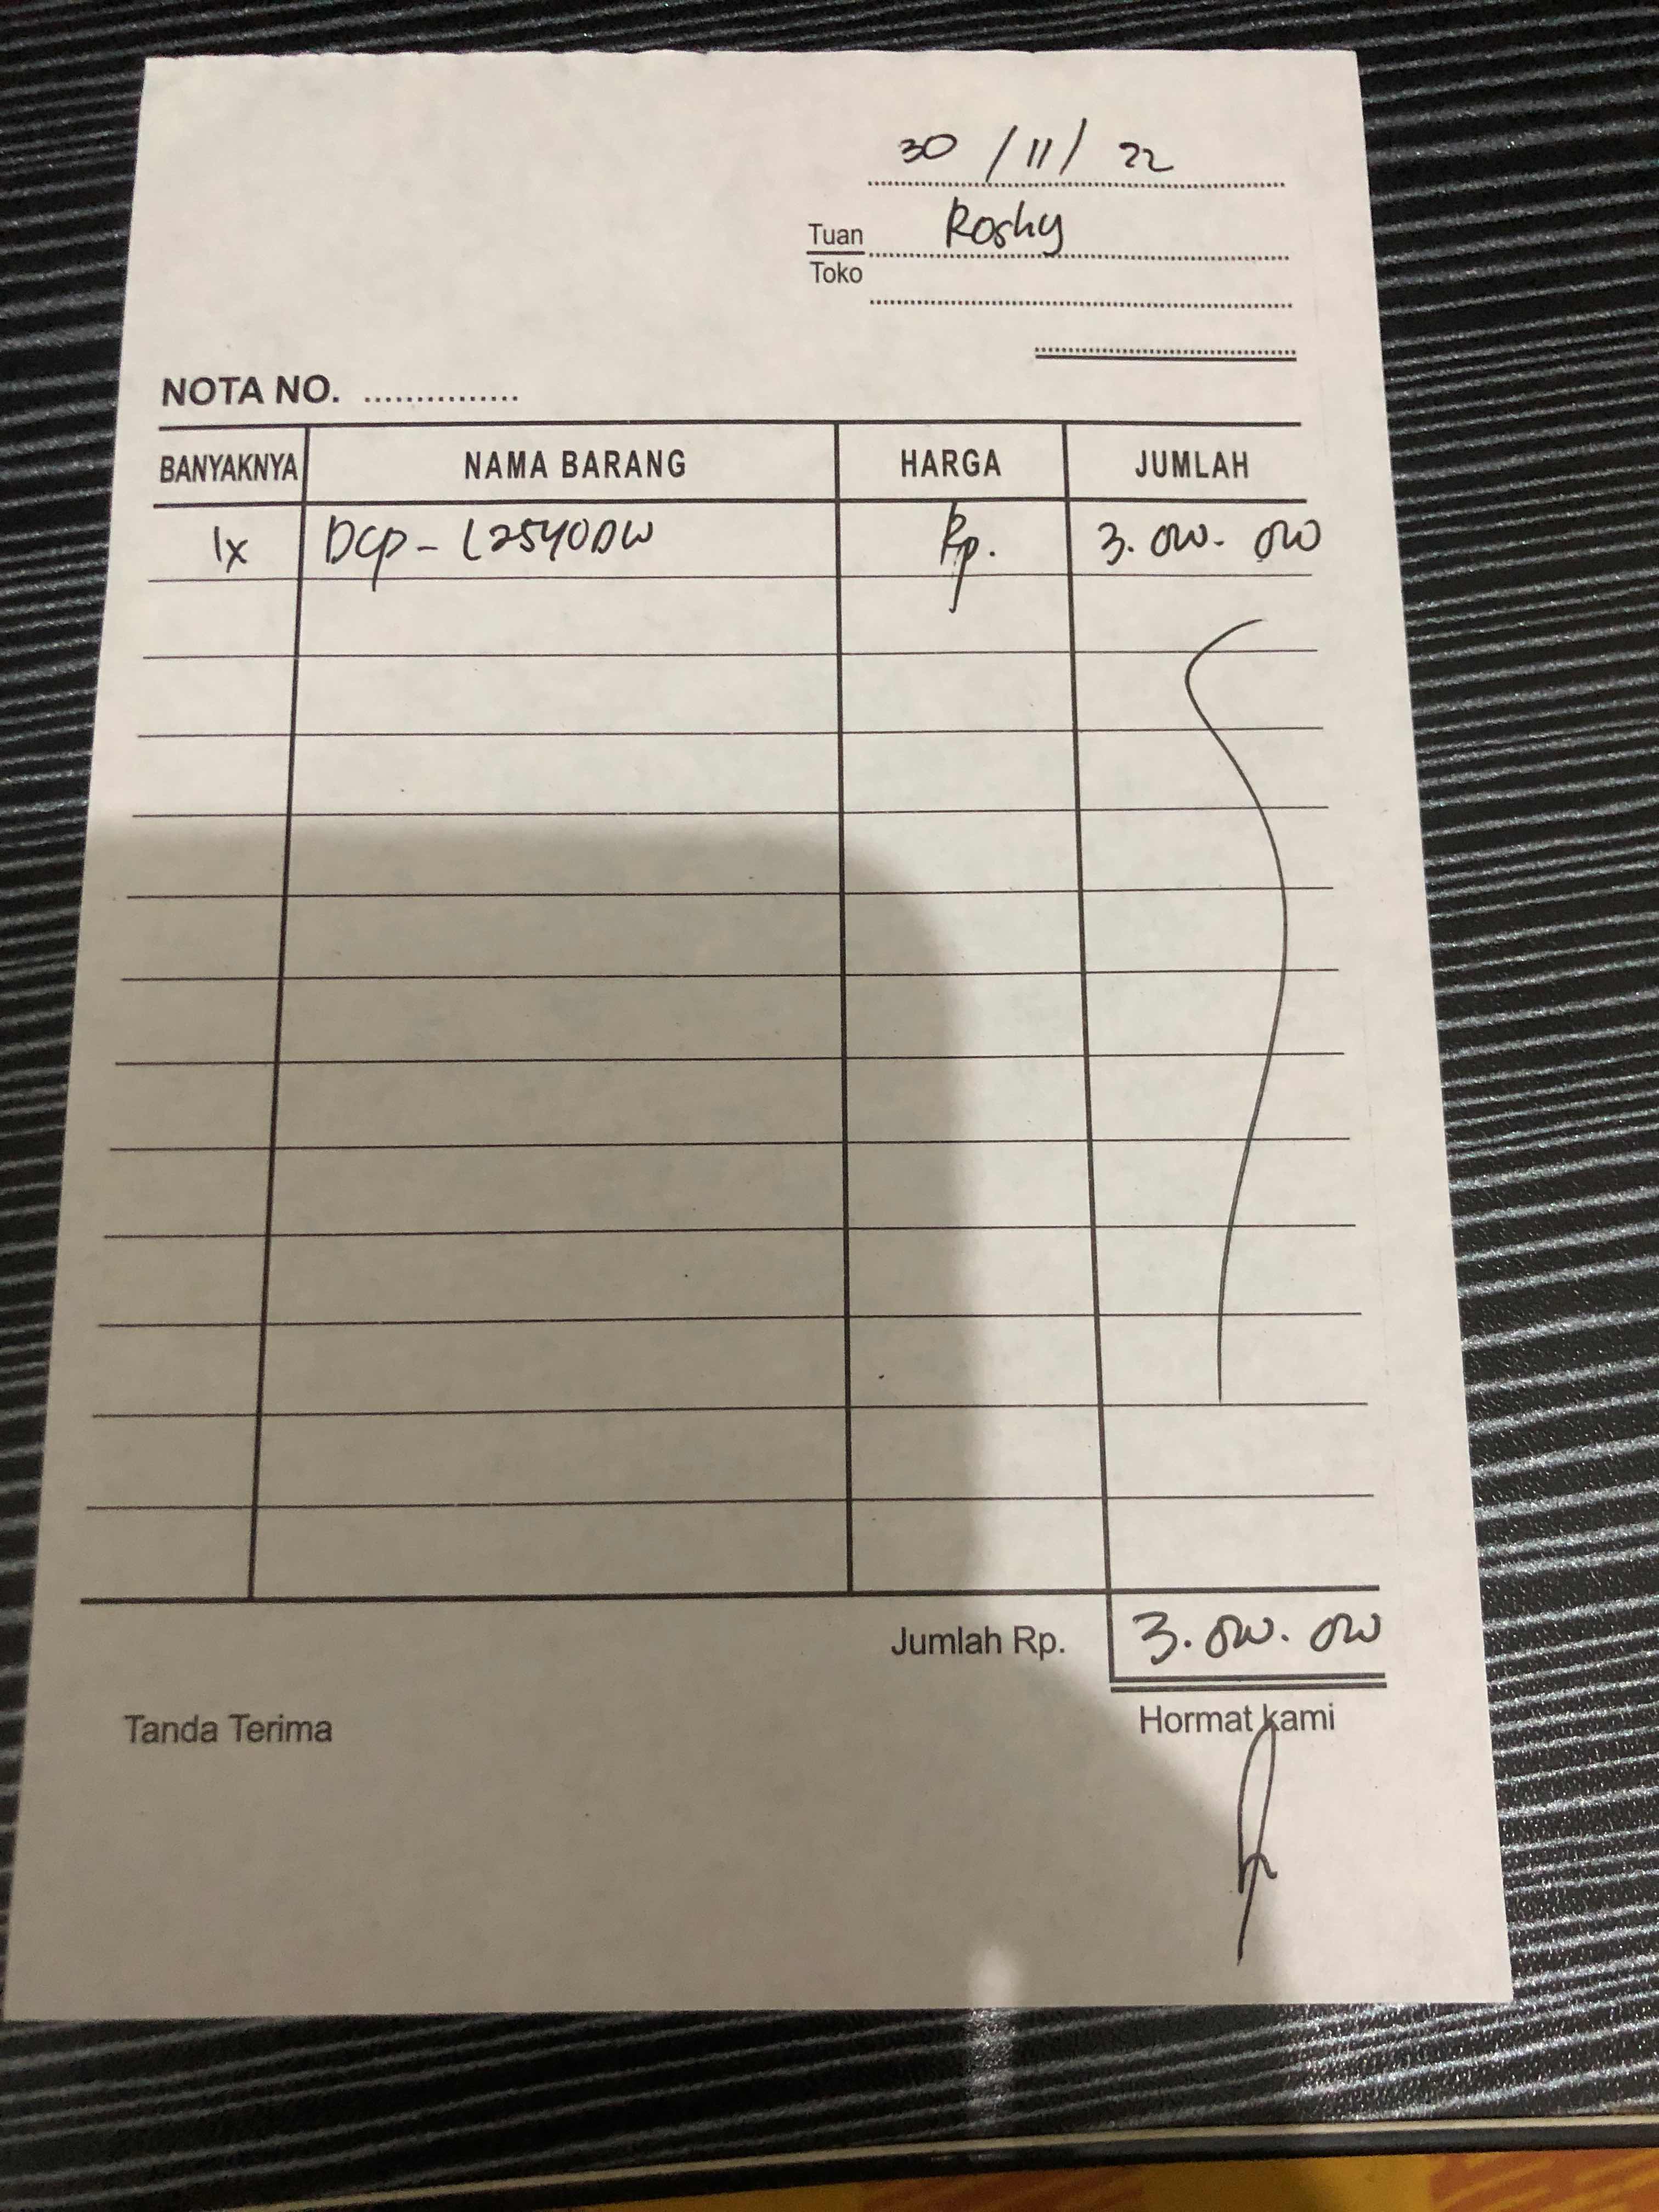 30 / 11 / 22
Tuan Rosky
Toko
NOTA NO. ...............
BANYAKNYA NAMA BARANG HARGA JUMLAH
1x DCP - L2540DW Rp. 3.000.000
Jumlah Rp. 3.000.000
Tanda Terima Hormat kami